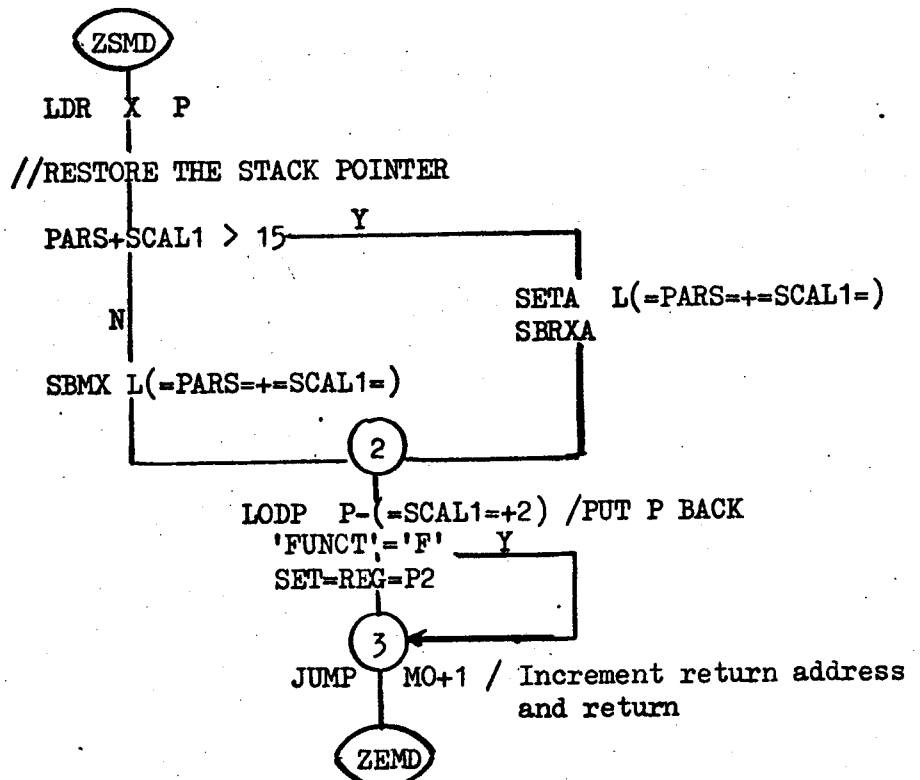 ZSMD
LDR X P
//RESTORE THE STACK POINTER
PARS+SCAL1 > 15
Y
N
SETA L(=PARS=+=SCAL1=)
SBRXA
SBMX L(=PARS=+=SCAL1=)
2
LODP P-(=SCAL1=+2) /PUT P BACK
'FUNCT'='F'
Y
SET=REG=P2
3
JUMP MO+1 / Increment return address
and return
ZEMD